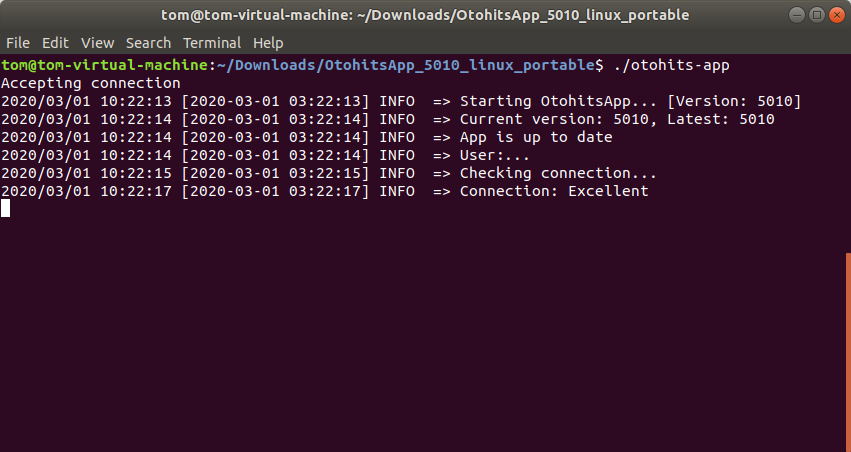 tom@tom-virtual-machine: ~/Downloads/OtohitsApp_5010_linux_portable
File Edit View Search Terminal Help
tom@tom-virtual-machine:~/Downloads/OtohitsApp_5010_linux_portable$ ./otohits-app
Accepting connection
2020/03/01 10:22:13 [2020-03-01 03:22:13] INFO  => Starting OtohitsApp... [Version: 5010]
2020/03/01 10:22:14 [2020-03-01 03:22:14] INFO  => Current version: 5010, Latest: 5010
2020/03/01 10:22:14 [2020-03-01 03:22:14] INFO  => App is up to date
2020/03/01 10:22:14 [2020-03-01 03:22:14] INFO  => User:...
2020/03/01 10:22:15 [2020-03-01 03:22:15] INFO  => Checking connection...
2020/03/01 10:22:17 [2020-03-01 03:22:17] INFO  => Connection: Excellent